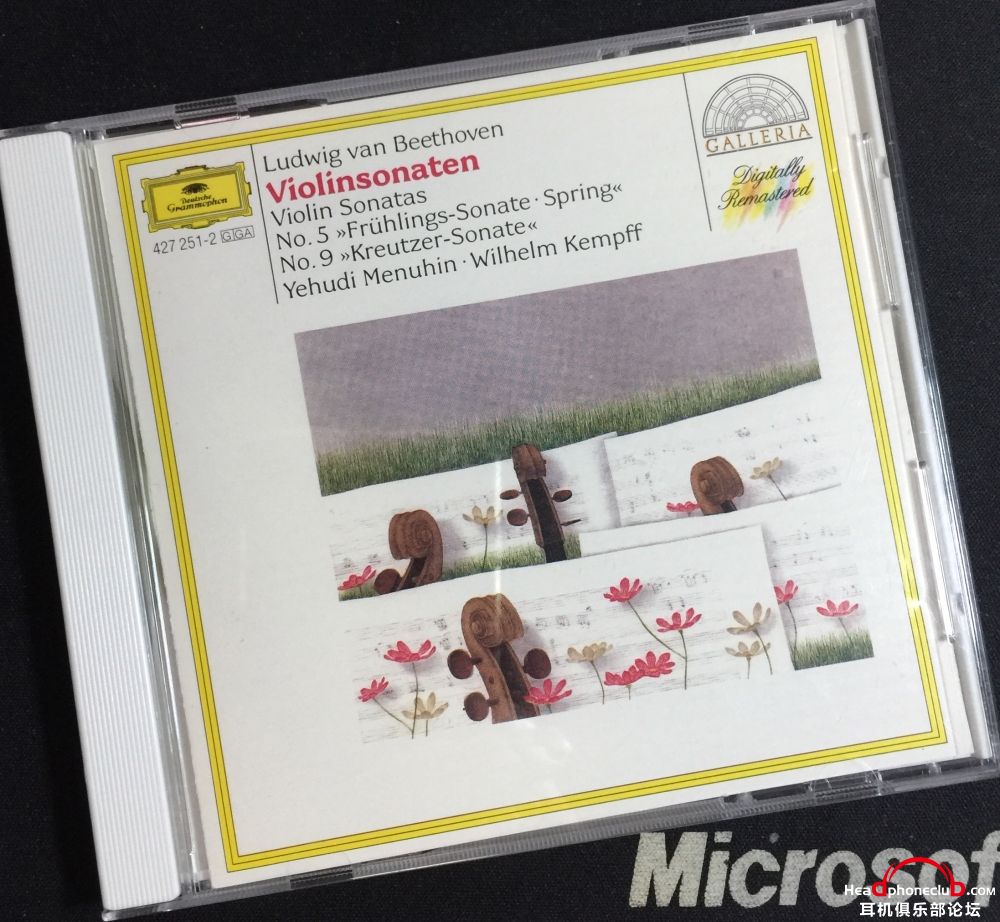 Ludwig van Beethoven
Violinsonaten
Violin Sonatas
No. 5 »Frühlings-Sonate · Spring«
No. 9 »Kreutzer-Sonate«
Yehudi Menuhin · Wilhelm Kempff
Deutsche
Grammophon
427 251-2 GGA
GALLERIA
Digitally
Remastered
Microsof
Headphoneclub.com
耳机俱乐部论坛